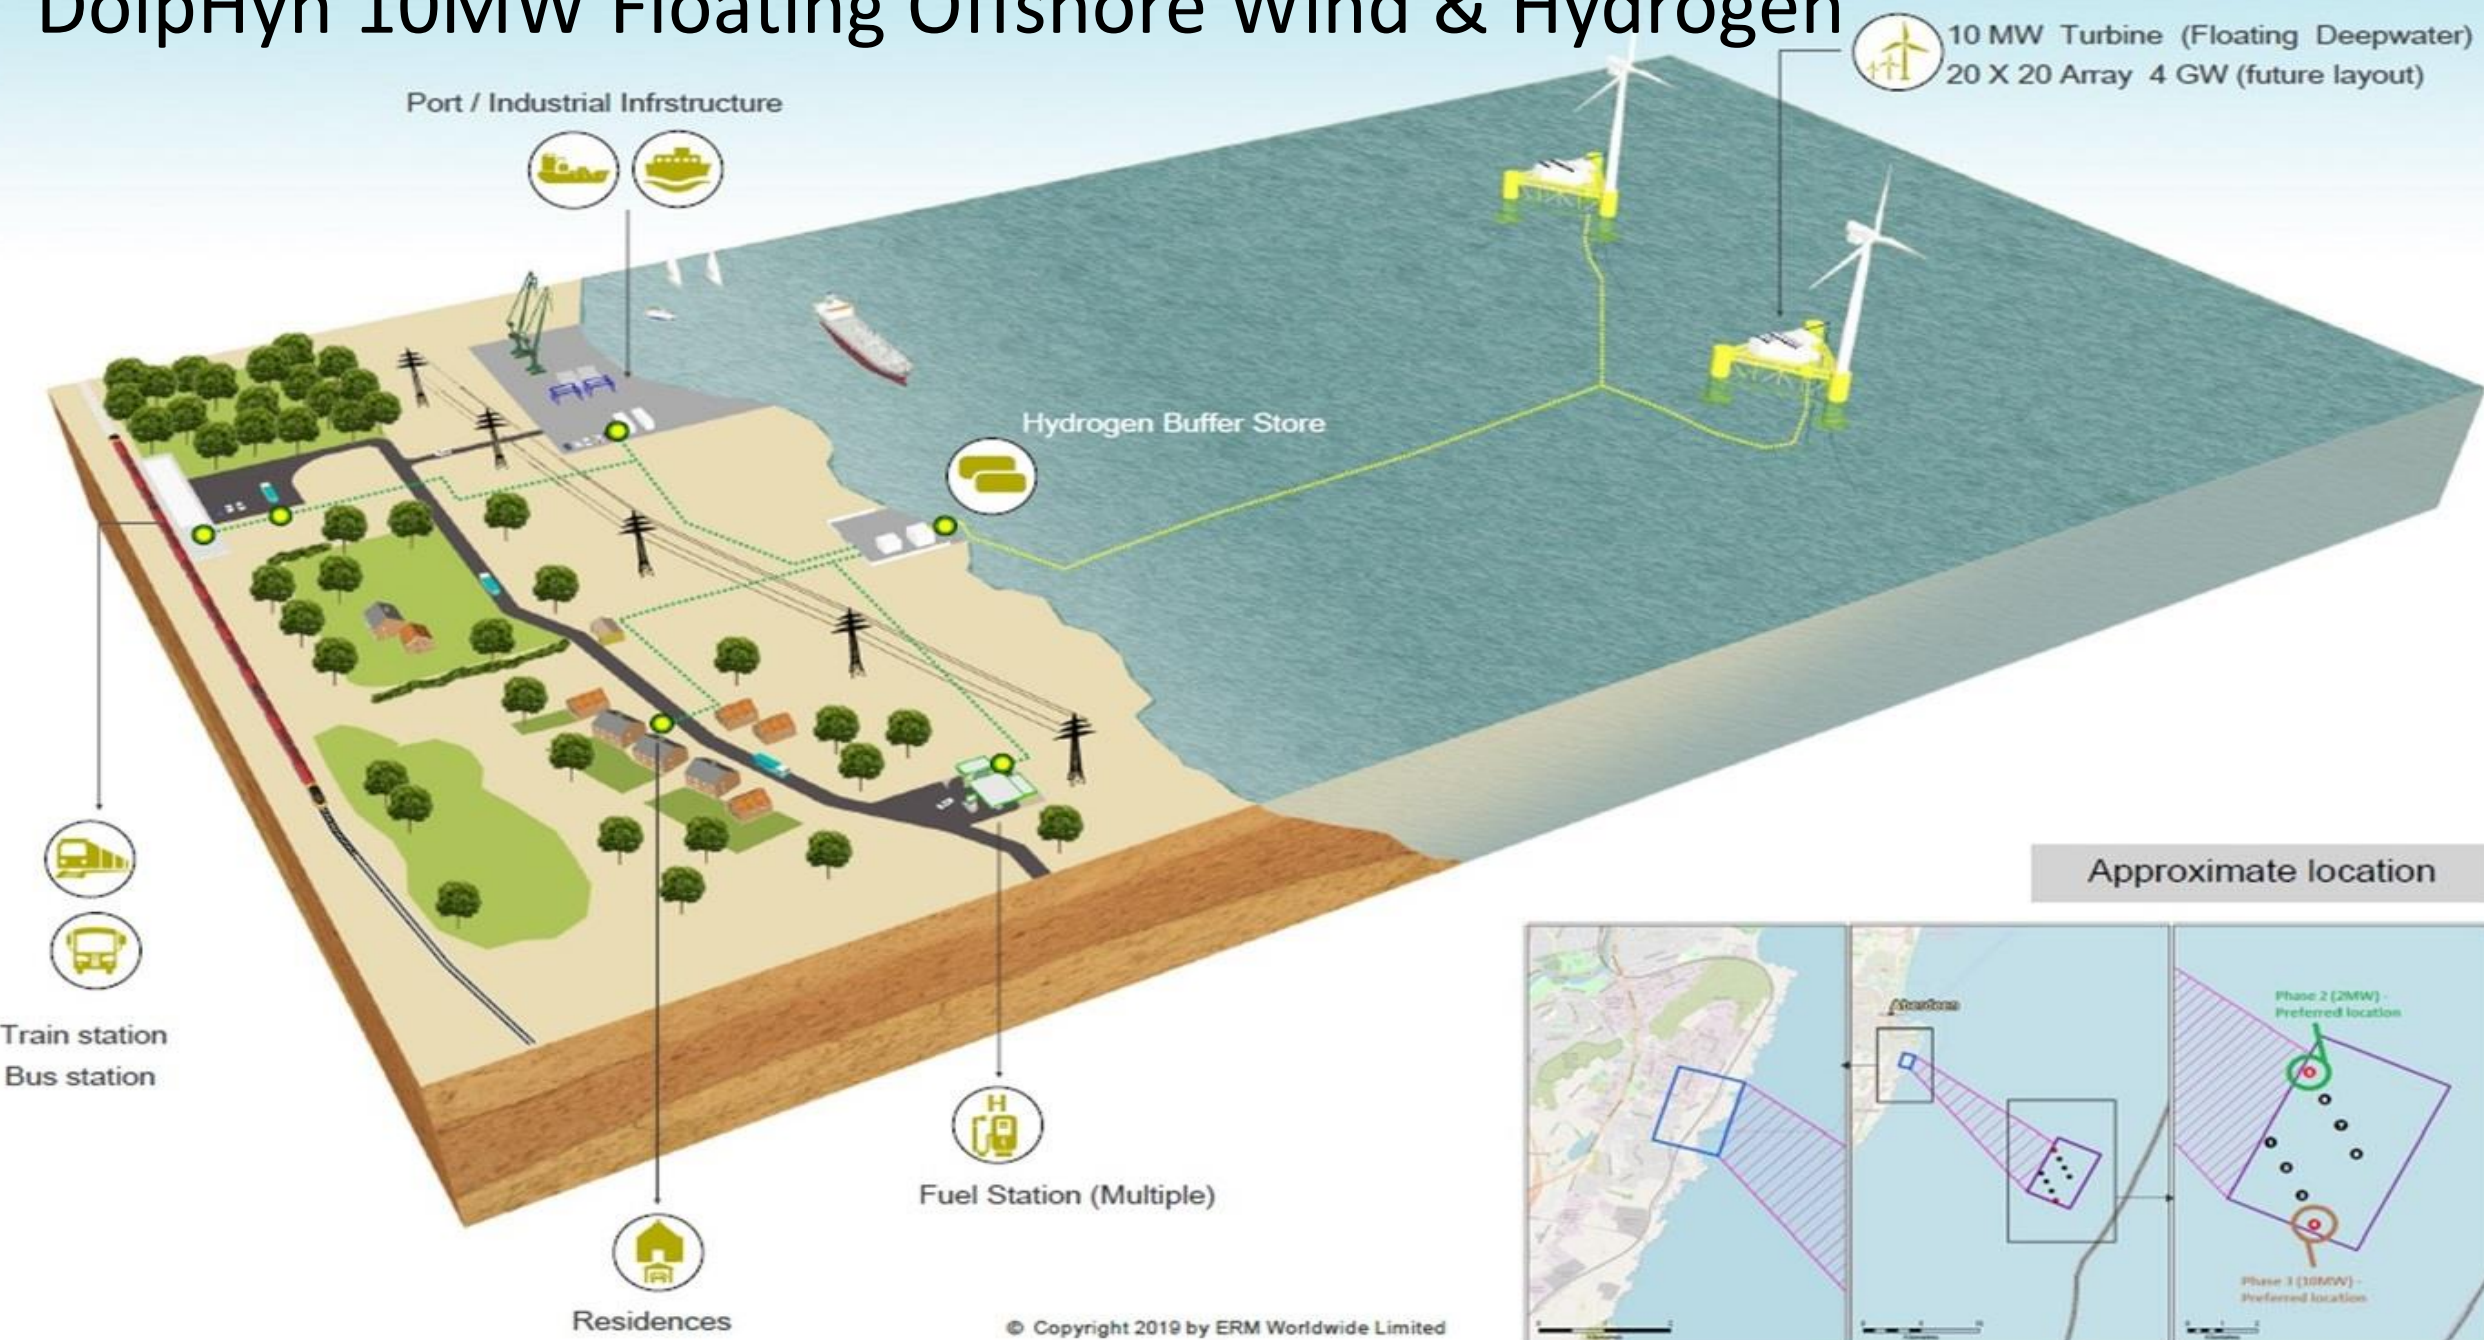 DolpHyn 10MW Floating Offshore Wind & Hydrogen
10 MW Turbine (Floating Deepwater)
20 X 20 Array 4 GW (future layout)
Port / Industrial Infrstructure
Hydrogen Buffer Store
Train station
Bus station
H
Fuel Station (Multiple)
Residences
Approximate location
Aberdeen
Phase 2 (2MW) -
Preferred location
Phase 3 (10MW) -
Preferred location
© Copyright 2019 by ERM Worldwide Limited